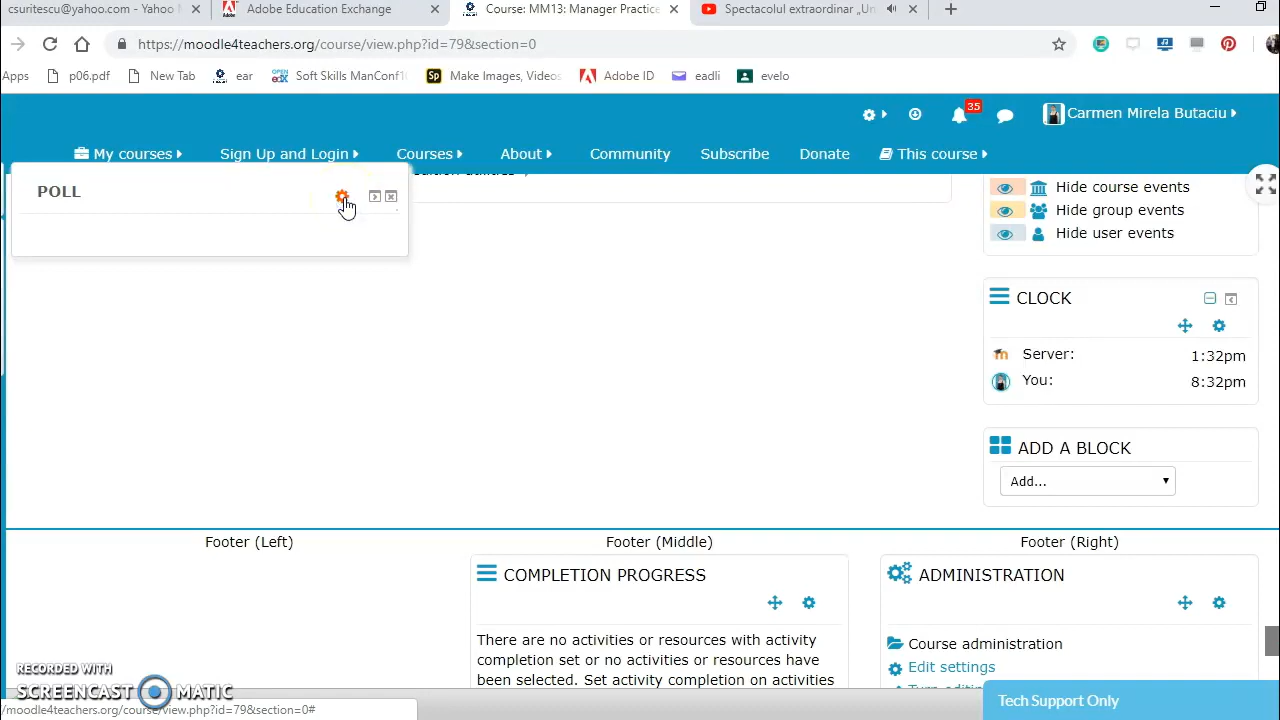 csuritescu@yahoo.com - Yahoo
Adobe Education Exchange
Course: MM13: Manager Practice
Spectacolul extraordinar „Un
https://moodle4teachers.org/course/view.php?id=79&section=0
Apps
p06.pdf
New Tab
ear
Soft Skills ManConf1
Make Images, Videos
Adobe ID
eadli
evelo
35
Carmen Mirela Butaciu
My courses
Sign Up and Login
Courses
About
Community
Subscribe
Donate
This course
POLL
Hide course events
Hide group events
Hide user events
CLOCK
Server: 1:32pm
You: 8:32pm
ADD A BLOCK
Add...
Footer (Left)
Footer (Middle)
Footer (Right)
COMPLETION PROGRESS
There are no activities or resources with activity
completion set or no activities or resources have
been selected. Set activity completion on activities
ADMINISTRATION
Course administration
Edit settings
Tech Support Only
RECORDED WITH
SCREENCAST MATIC
/moodle4teachers.org/course/view.php?id=79&section=0#